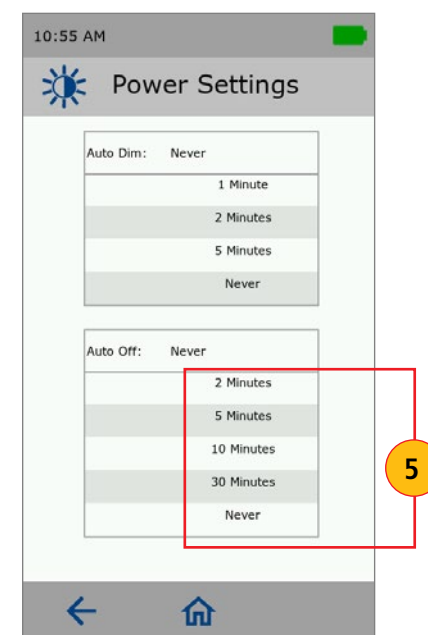 10:55 AM
Power Settings
Auto Dim: Never
1 Minute
2 Minutes
5 Minutes
Never
Auto Off: Never
2 Minutes
5 Minutes
10 Minutes
30 Minutes
Never
5